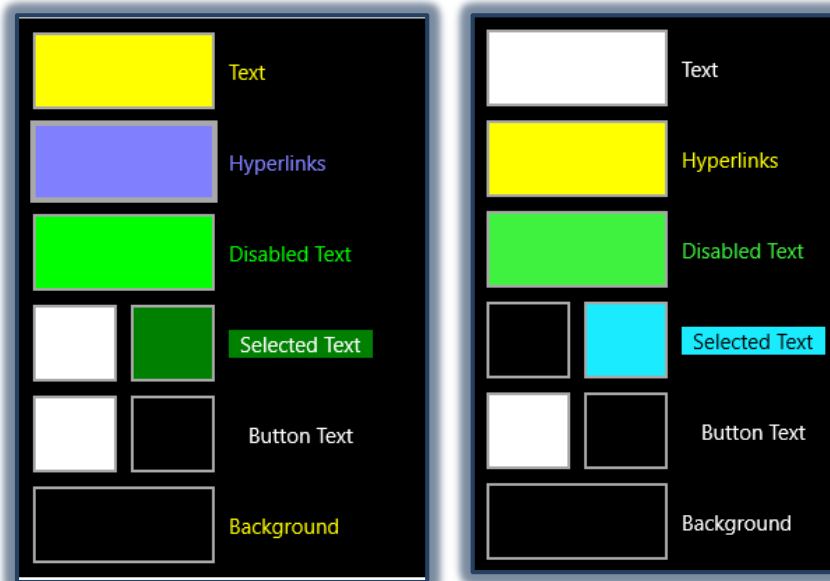 Text
Hyperlinks
Disabled Text
Selected Text
Button Text
Background
Text
Hyperlinks
Disabled Text
Selected Text
Button Text
Background